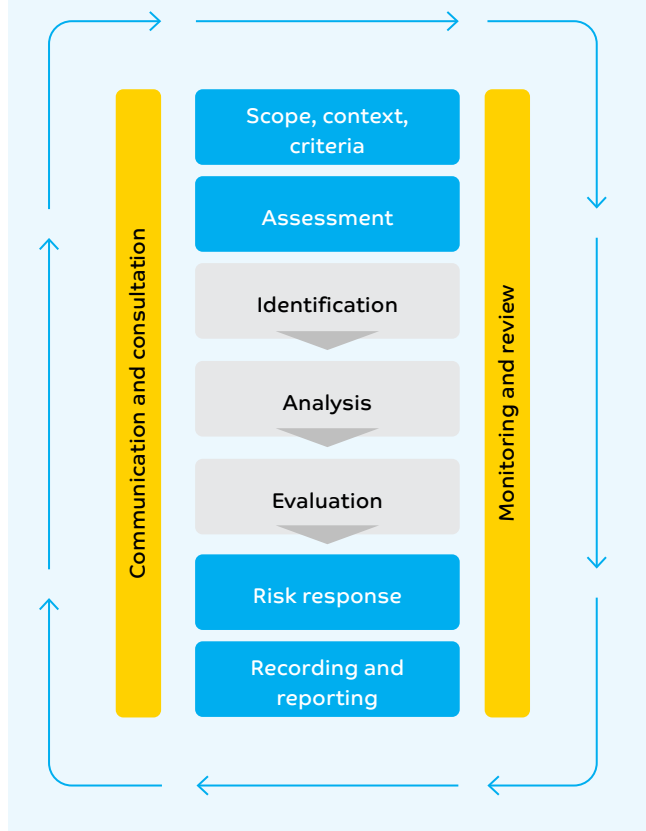 Communication and consultation
Scope, context,
criteria
Assessment
Identification
Analysis
Evaluation
Risk response
Recording and
reporting
Monitoring and review